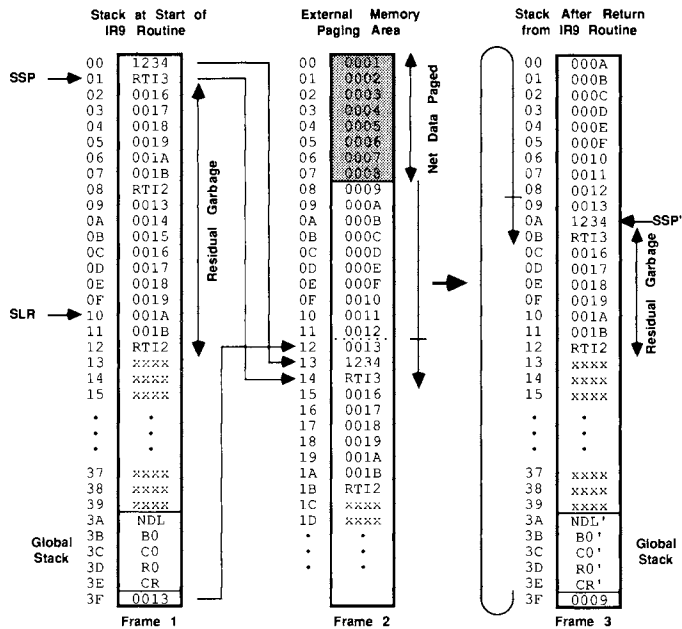 Stack at Start of
IR9 Routine
00 1234
SSP 01 RTI3
02 0016
03 0017
04 0018
05 0019
06 001A
07 001B
08 RTI2
09 0013
0A 0014
0B 0015
0C 0016
0D 0017
0E 0018
0F 0019
SLR 10 001A
11 001B
12 RTI2
13 xxxx
14 xxxx
15 xxxx
37 xxxx
38 xxxx
39 xxxx
3A NDL
3B B0
3C C0
3D R0
3E CR
3F 0013
Residual Garbage
Global
Stack
Frame 1
External Memory
Paging Area
00 0001
01 0002
02 0003
03 0004
04 0005
05 0006
06 0007
07 0008
08 0009
09 000A
0A 000B
0B 000C
0C 000D
0D 000E
0E 000F
0F 0010
10 0011
11 0012
12 0013
13 1234
14 RTI3
15 0016
16 0017
17 0018
18 0019
19 001A
1A 001B
1B RTI2
1C xxxx
1D xxxx
Net Data Paged
Frame 2
Stack After Return
from IR9 Routine
00 000A
01 000B
02 000C
03 000D
04 000E
05 000F
06 0010
07 0011
08 0012
09 0013
0A 1234 SSP'
0B RTI3
0C 0016
0D 0017
0E 0018
0F 0019
10 001A
11 001B
12 RTI2
13 xxxx
14 xxxx
15 xxxx
37 xxxx
38 xxxx
39 xxxx
3A NDL'
3B B0'
3C C0'
3D R0'
3E CR'
3F 0009
Residual Garbage
Global
Stack
Frame 3